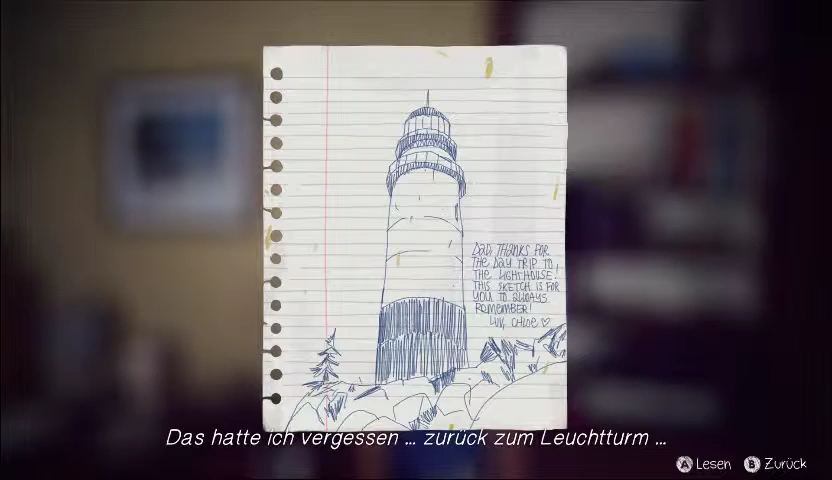 DAD, THANKS FOR
THE DAY TRIP TO
THE LIGHTHOUSE!
THIS SKETCH IS FOR
YOU TO ALWAYS
REMEMBER!
LUV, CHLOE ♡
Das hatte ich vergessen ... zurück zum Leuchtturm ...
A Lesen B Zurück